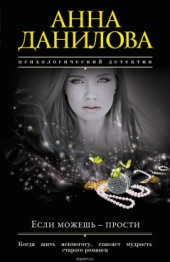 АННА
ДАНИЛОВА
психологический детектив
Если можешь – прости
Когда жить невмоготу, спасает мудрость
старого романса